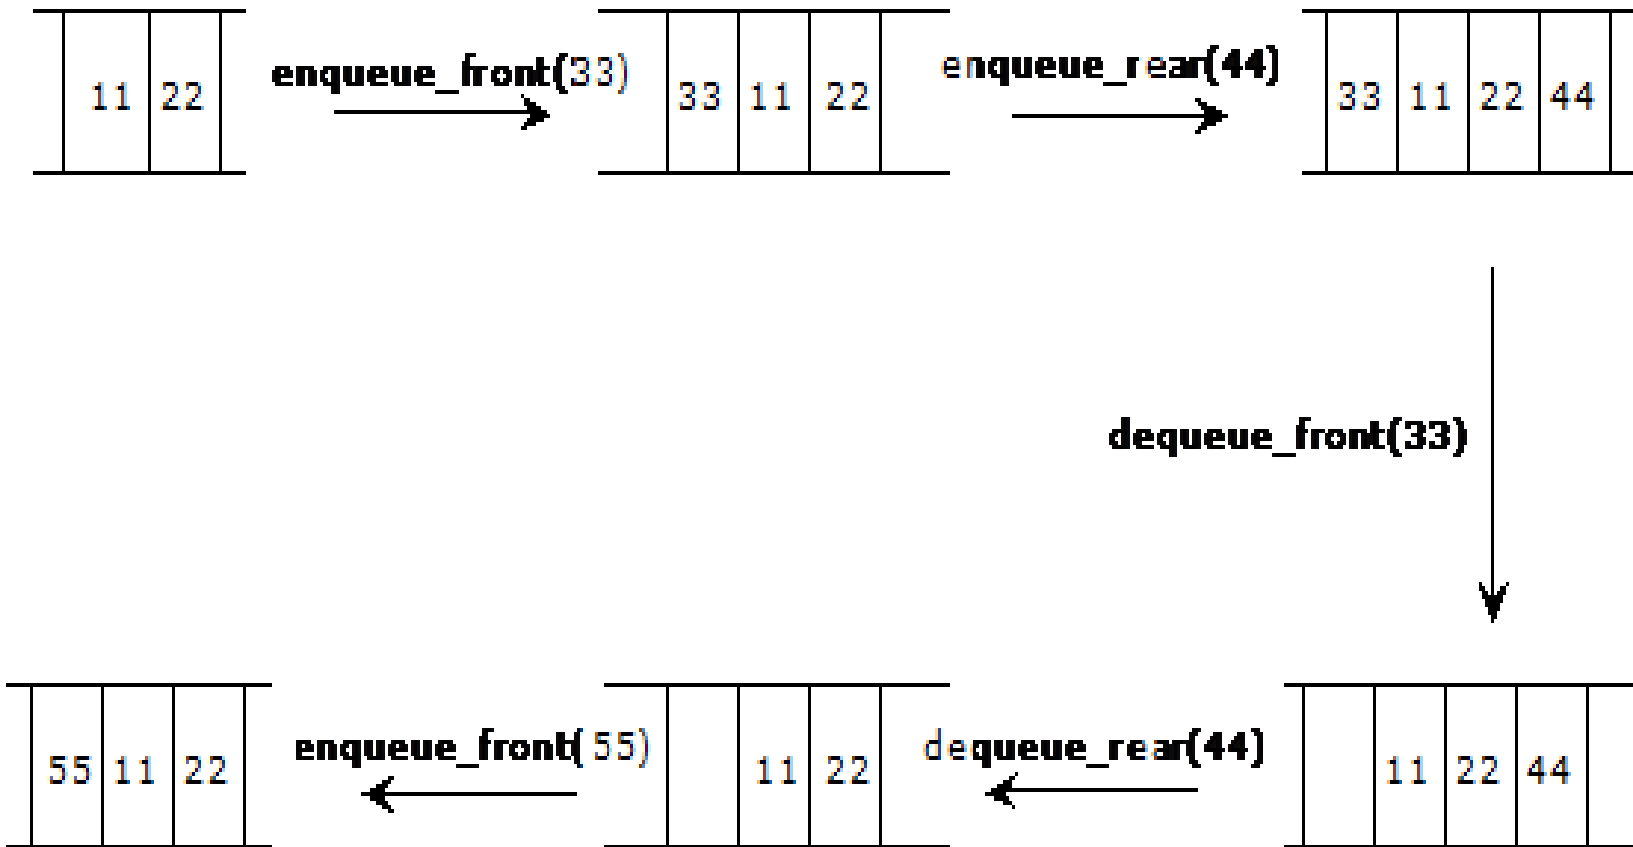 11 22
enqueue_front(33)
33 11 22
enqueue_rear(44)
33 11 22 44
dequeue_front(33)
11 22 44
dequeue_rear(44)
11 22
enqueue_front(55)
55 11 22